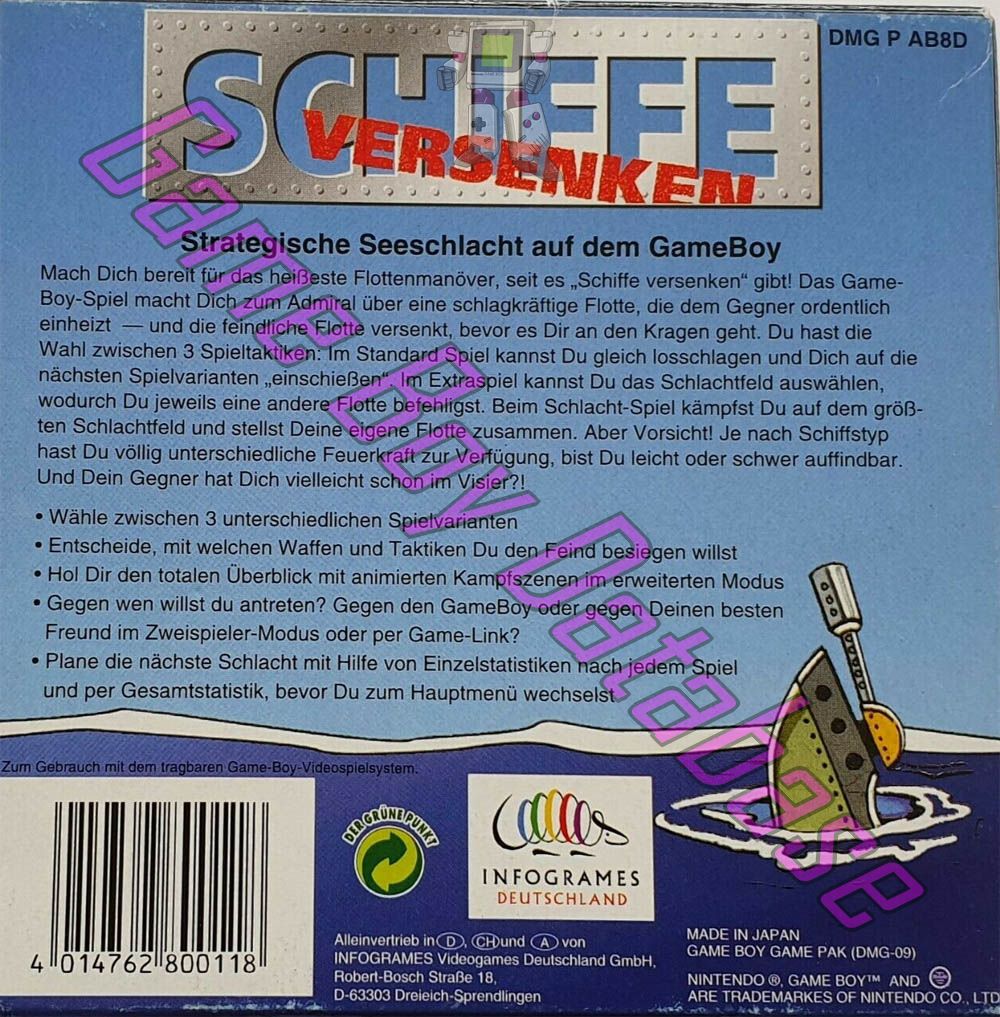 DMG P AB8D
SCHIFFE
VERSENKEN
Strategische Seeschlacht auf dem GameBoy
Mach Dich bereit für das heißeste Flottenmanöver, seit es „Schiffe versenken" gibt! Das Game-
Boy-Spiel macht Dich zum Admiral über eine schlagkräftige Flotte, die dem Gegner ordentlich
einheizt — und die feindliche Flotte versenkt, bevor es Dir an den Kragen geht. Du hast die
Wahl zwischen 3 Spieltaktiken: Im Standard Spiel kannst Du gleich losschlagen und Dich auf die
nächsten Spielvarianten „einschießen". Im Extraspiel kannst Du das Schlachtfeld auswählen,
wodurch Du jeweils eine andere Flotte befehligst. Beim Schlacht-Spiel kämpfst Du auf dem größ-
ten Schlachtfeld und stellst Deine eigene Flotte zusammen. Aber Vorsicht! Je nach Schiffstyp
hast Du völlig unterschiedliche Feuerkraft zur Verfügung, bist Du leicht oder schwer auffindbar.
Und Dein Gegner hat Dich vielleicht schon im Visier?!
• Wähle zwischen 3 unterschiedlichen Spielvarianten
• Entscheide, mit welchen Waffen und Taktiken Du den Feind besiegen willst
• Hol Dir den totalen Überblick mit animierten Kampfszenen im erweiterten Modus
• Gegen wen willst du antreten? Gegen den GameBoy oder gegen Deinen besten
Freund im Zweispieler-Modus oder per Game-Link?
• Plane die nächste Schlacht mit Hilfe von Einzelstatistiken nach jedem Spiel
und per Gesamtstatistik, bevor Du zum Hauptmenü wechselst
Game Boy Database
Zum Gebrauch mit dem tragbaren Game-Boy-Videospielsystem.
4 014762 800118
DER GRÜNE PUNKT
INFOGRAMES
DEUTSCHLAND
Alleinvertrieb in D, CH und A von
INFOGRAMES Videogames Deutschland GmbH,
Robert-Bosch Straße 18,
D-63303 Dreieich-Sprendlingen
MADE IN JAPAN
GAME BOY GAME PAK (DMG-09)
NINTENDO ®, GAME BOY™ AND
ARE TRADEMARKES OF NINTENDO CO., LTD